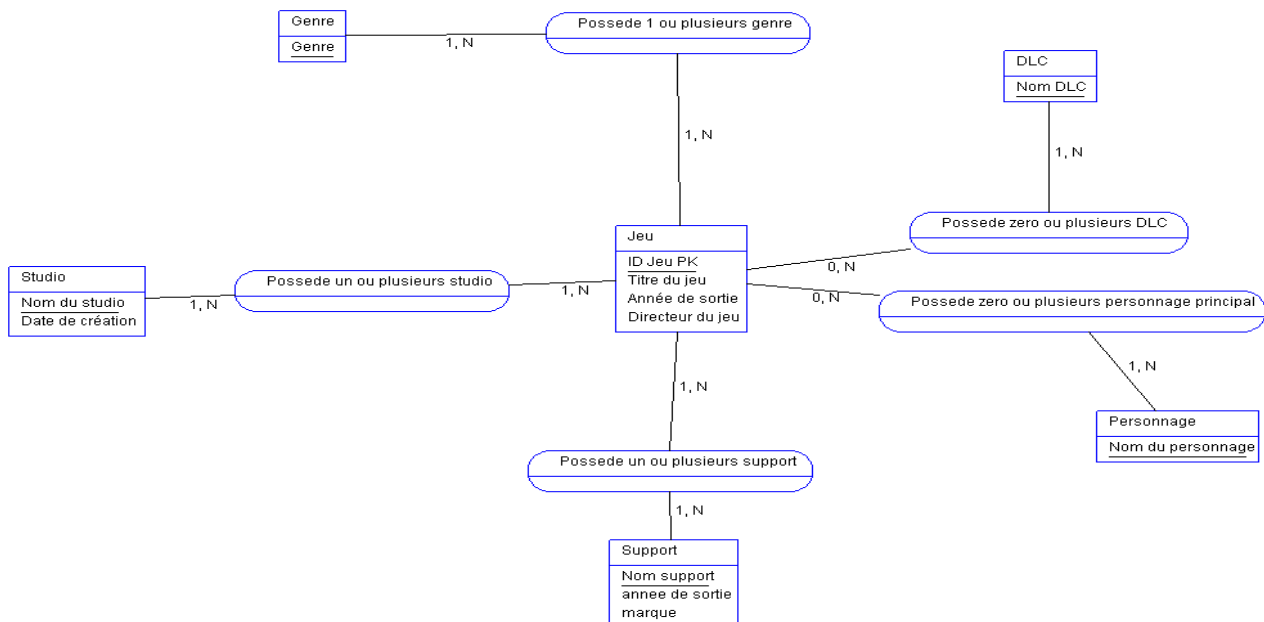 Genre
Genre
1, N
Possede 1 ou plusieurs genre
1, N
DLC
Nom DLC
1, N
Possede zero ou plusieurs DLC
0, N
Jeu
ID Jeu PK
Titre du jeu
Année de sortie
Directeur du jeu
Studio
Nom du studio
Date de création
1, N
Possede un ou plusieurs studio
1, N
0, N
Possede zero ou plusieurs personnage principal
1, N
Personnage
Nom du personnage
1, N
Possede un ou plusieurs support
1, N
Support
Nom support
annee de sortie
marque